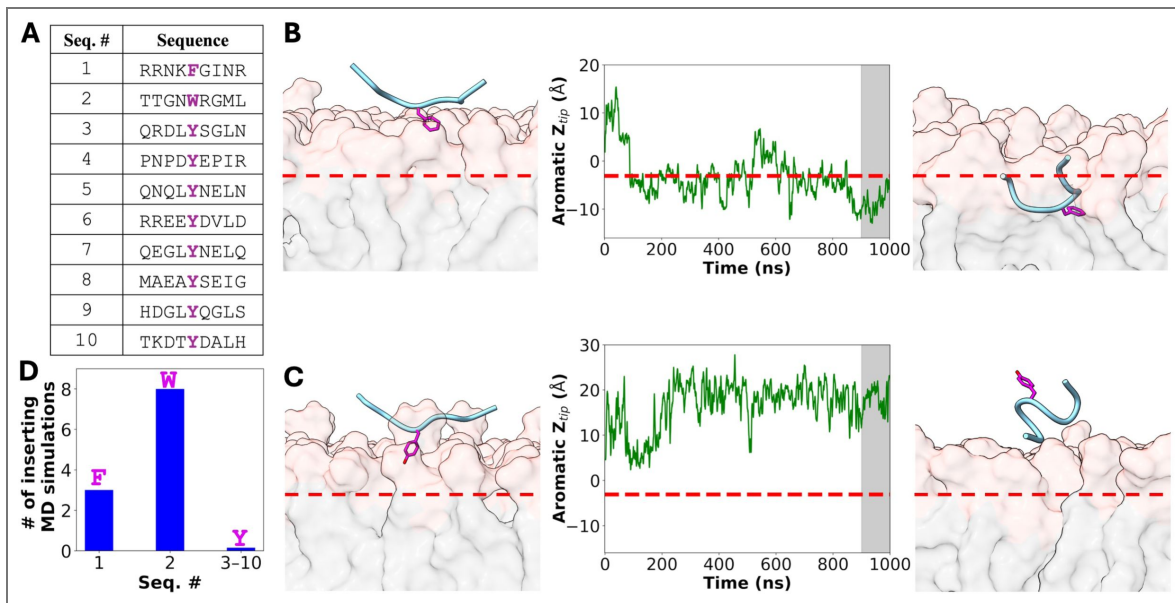 A
Seq. # Sequence
1 RRNKFGINR
2 TTGNWRGML
3 QRDLYSGLN
4 PNPDYEPIR
5 QNQLYNELN
6 RREEYDVLD
7 QEGLYNELQ
8 MAEAYSEIG
9 HDGLYQGLS
10 TKDTYDALH
B
Aromatic Ztip (Å)
20
10
0
−10
0 200 400 600 800 1000
Time (ns)
D
# of inserting
MD simulations
8
6
4
2
0
F
W
Y
1 2 3–10
Seq. #
C
Aromatic Ztip (Å)
30
20
10
0
−10
0 200 400 600 800 1000
Time (ns)